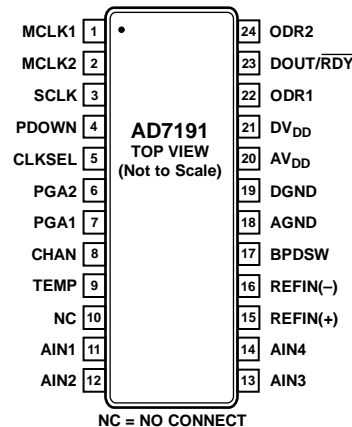 MCLK1 1
MCLK2 2
SCLK 3
PDOWN 4
CLKSEL 5
PGA2 6
PGA1 7
CHAN 8
TEMP 9
NC 10
AIN1 11
AIN2 12
AD7191
TOP VIEW
(Not to Scale)
24 ODR2
23 DOUT/RDY
22 ODR1
21 DVDD
20 AVDD
19 DGND
18 AGND
17 BPDSW
16 REFIN(–)
15 REFIN(+)
14 AIN4
13 AIN3
NC = NO CONNECT